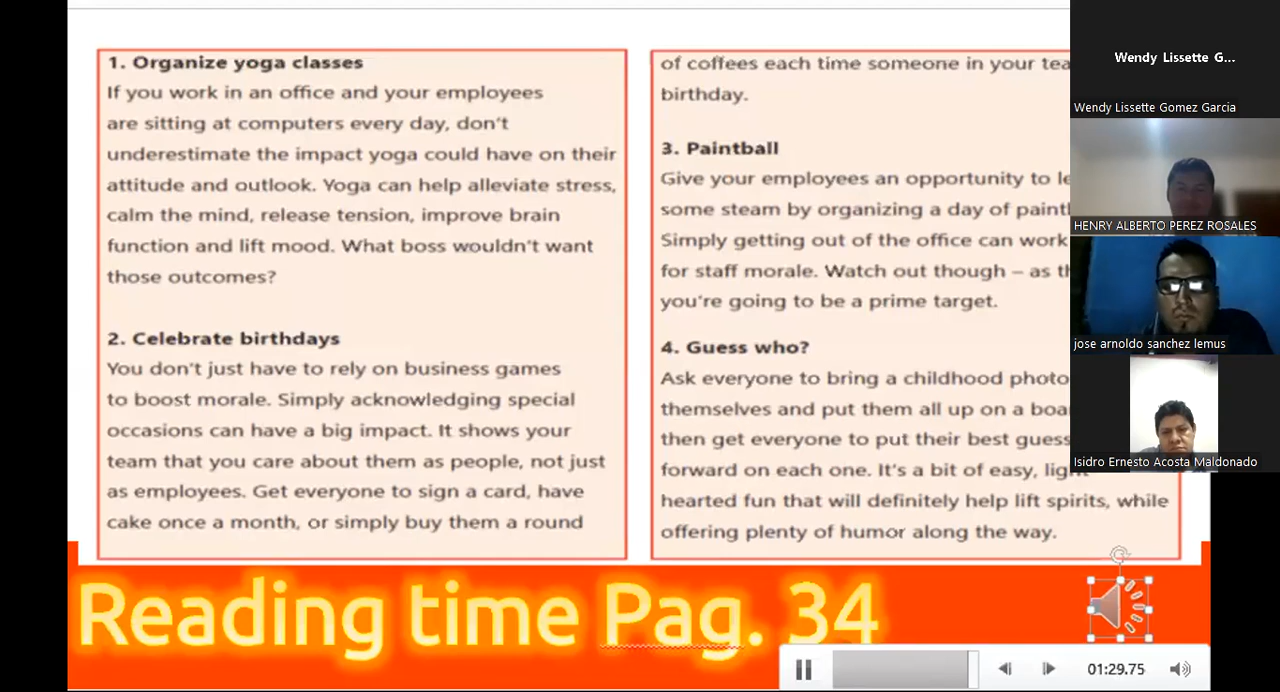 1. Organize yoga classes
If you work in an office and your employees
are sitting at computers every day, don't
underestimate the impact yoga could have on their
attitude and outlook. Yoga can help alleviate stress,
calm the mind, release tension, improve brain
function and lift mood. What boss wouldn't want
those outcomes?
2. Celebrate birthdays
You don't just have to rely on business games
to boost morale. Simply acknowledging special
occasions can have a big impact. It shows your
team that you care about them as people, not just
as employees. Get everyone to sign a card, have
cake once a month, or simply buy them a round
of coffees each time someone in your
birthday.
3. Paintball
Give your employees an opportunity to
some steam by organizing a day of
Simply getting out of the office can work
for staff morale. Watch out though – as
you're going to be a prime target.
4. Guess who?
Ask everyone to bring a childhood photo
themselves and put them all up on a
then get everyone to put their best guess
forward on each one. It's a bit of easy,
hearted fun that will definitely help lift spirits, while
offering plenty of humor along the way.
Reading time Pag. 34
01:29.75
Wendy Lissette G...
Wendy Lissette Gomez Garcia
HENRY ALBERTO PEREZ ROSALES
jose arnoldo sanchez lemus
Isidro Ernesto Acosta Maldonado